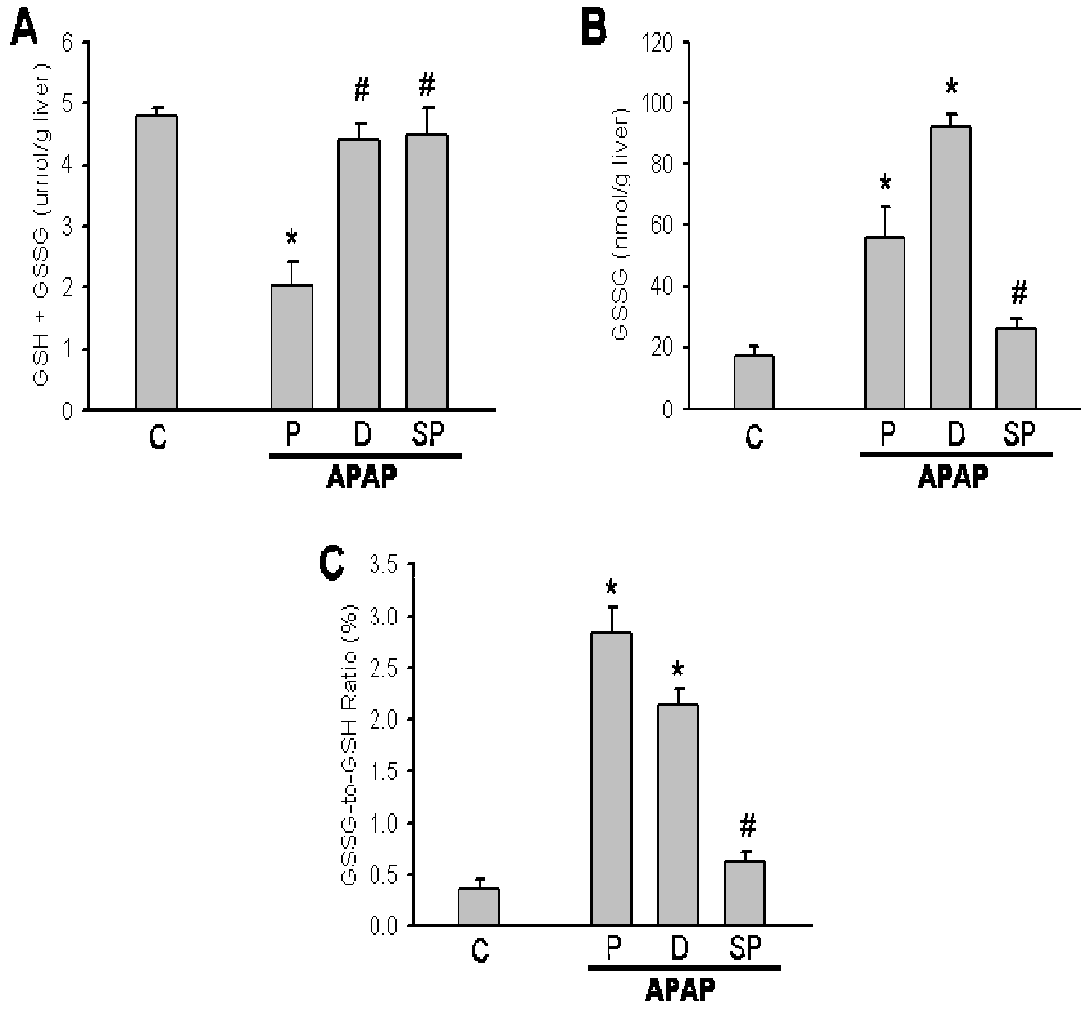 A
GSH + GSSG (umol/g liver)
6
5
4
3
2
1
0
*
#
#
C
P
D
SP
APAP
B
GSSG (nmol/g liver)
120
100
80
60
40
20
0
*
*
#
C
P
D
SP
APAP
C
GSSG-to-GSH Ratio (%)
3.5
3.0
2.5
2.0
1.5
1.0
0.5
0.0
*
*
#
C
P
D
SP
APAP